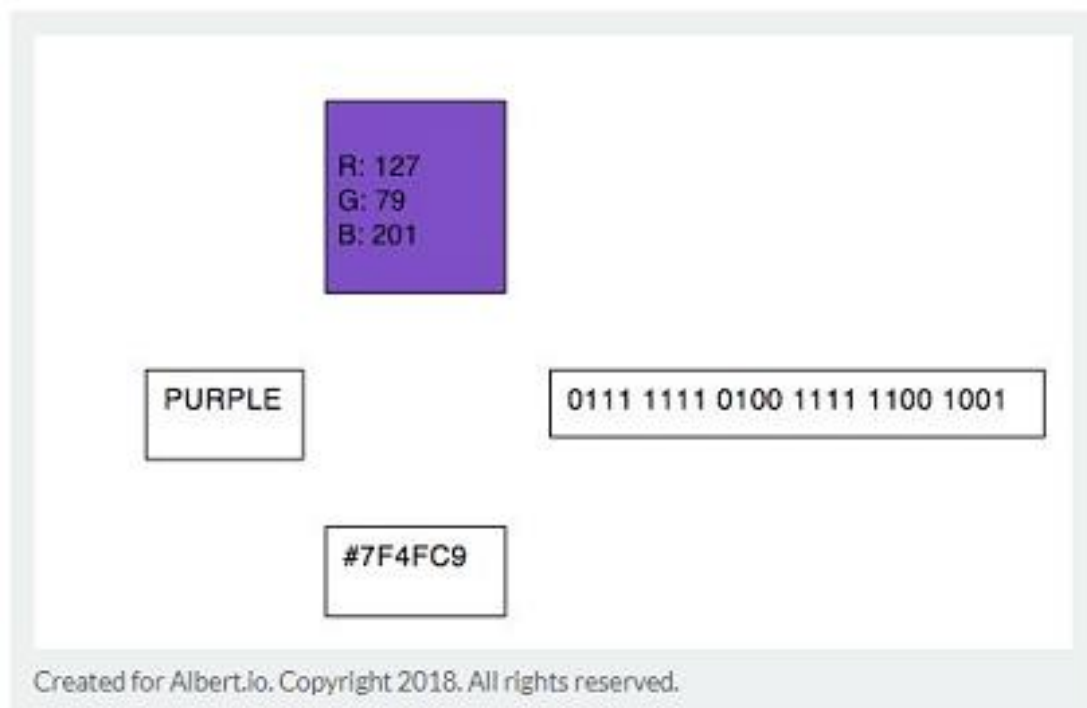 R: 127
G: 79
B: 201
PURPLE
0111 1111 0100 1111 1100 1001
#7F4FC9
Created for Albert.io. Copyright 2018. All rights reserved.